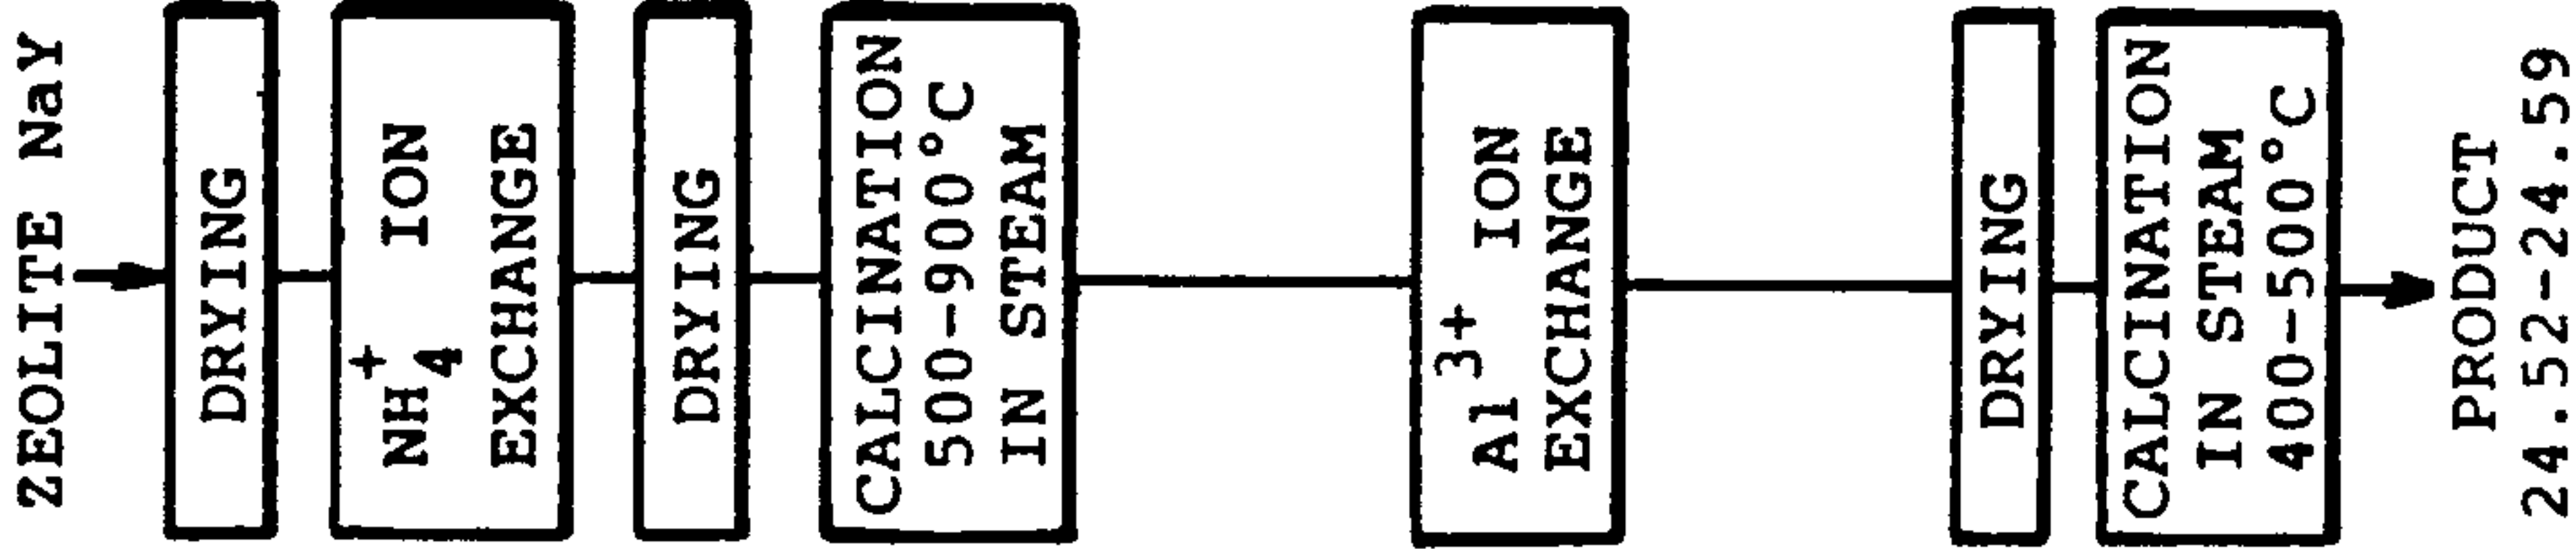 ZEOLITE NaY
DRYING
NH4+ ION
EXCHANGE
DRYING
CALCINATION
500-900°C
IN STEAM
Al3+ ION
EXCHANGE
DRYING
CALCINATION
IN STEAM
400-500°C
PRODUCT
24.52-24.59